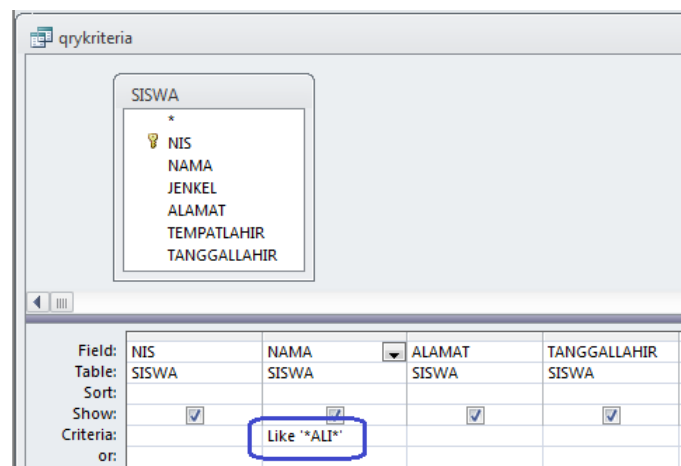 qrykriteria
SISWA
*
NIS
NAMA
JENKEL
ALAMAT
TEMPATLAHIR
TANGGALLAHIR
Field: NIS NAMA ALAMAT TANGGALLAHIR
Table: SISWA SISWA SISWA SISWA
Sort:
Show:
Criteria: Like '*ALI*'
or: